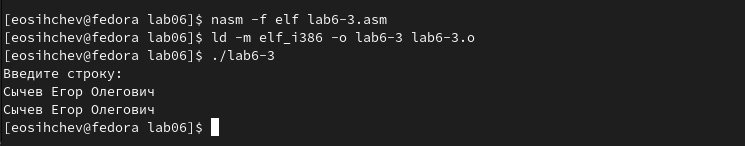 [eosihchev@fedora lab06]$ nasm -f elf lab6-3.asm
[eosihchev@fedora lab06]$ ld -m elf_i386 -o lab6-3 lab6-3.o
[eosihchev@fedora lab06]$ ./lab6-3
Введите строку:
Сычев Егор Олегович
Сычев Егор Олегович
[eosihchev@fedora lab06]$